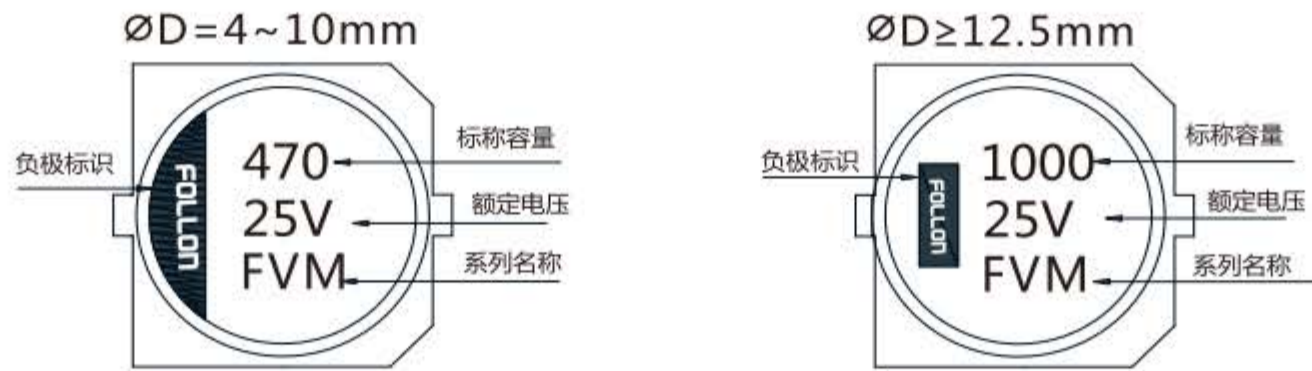 ØD=4~10mm
负极标识
FOLLON
470
25V
FVM
标称容量
额定电压
系列名称
ØD≥12.5mm
负极标识
FOLLON
1000
25V
FVM
标称容量
额定电压
系列名称